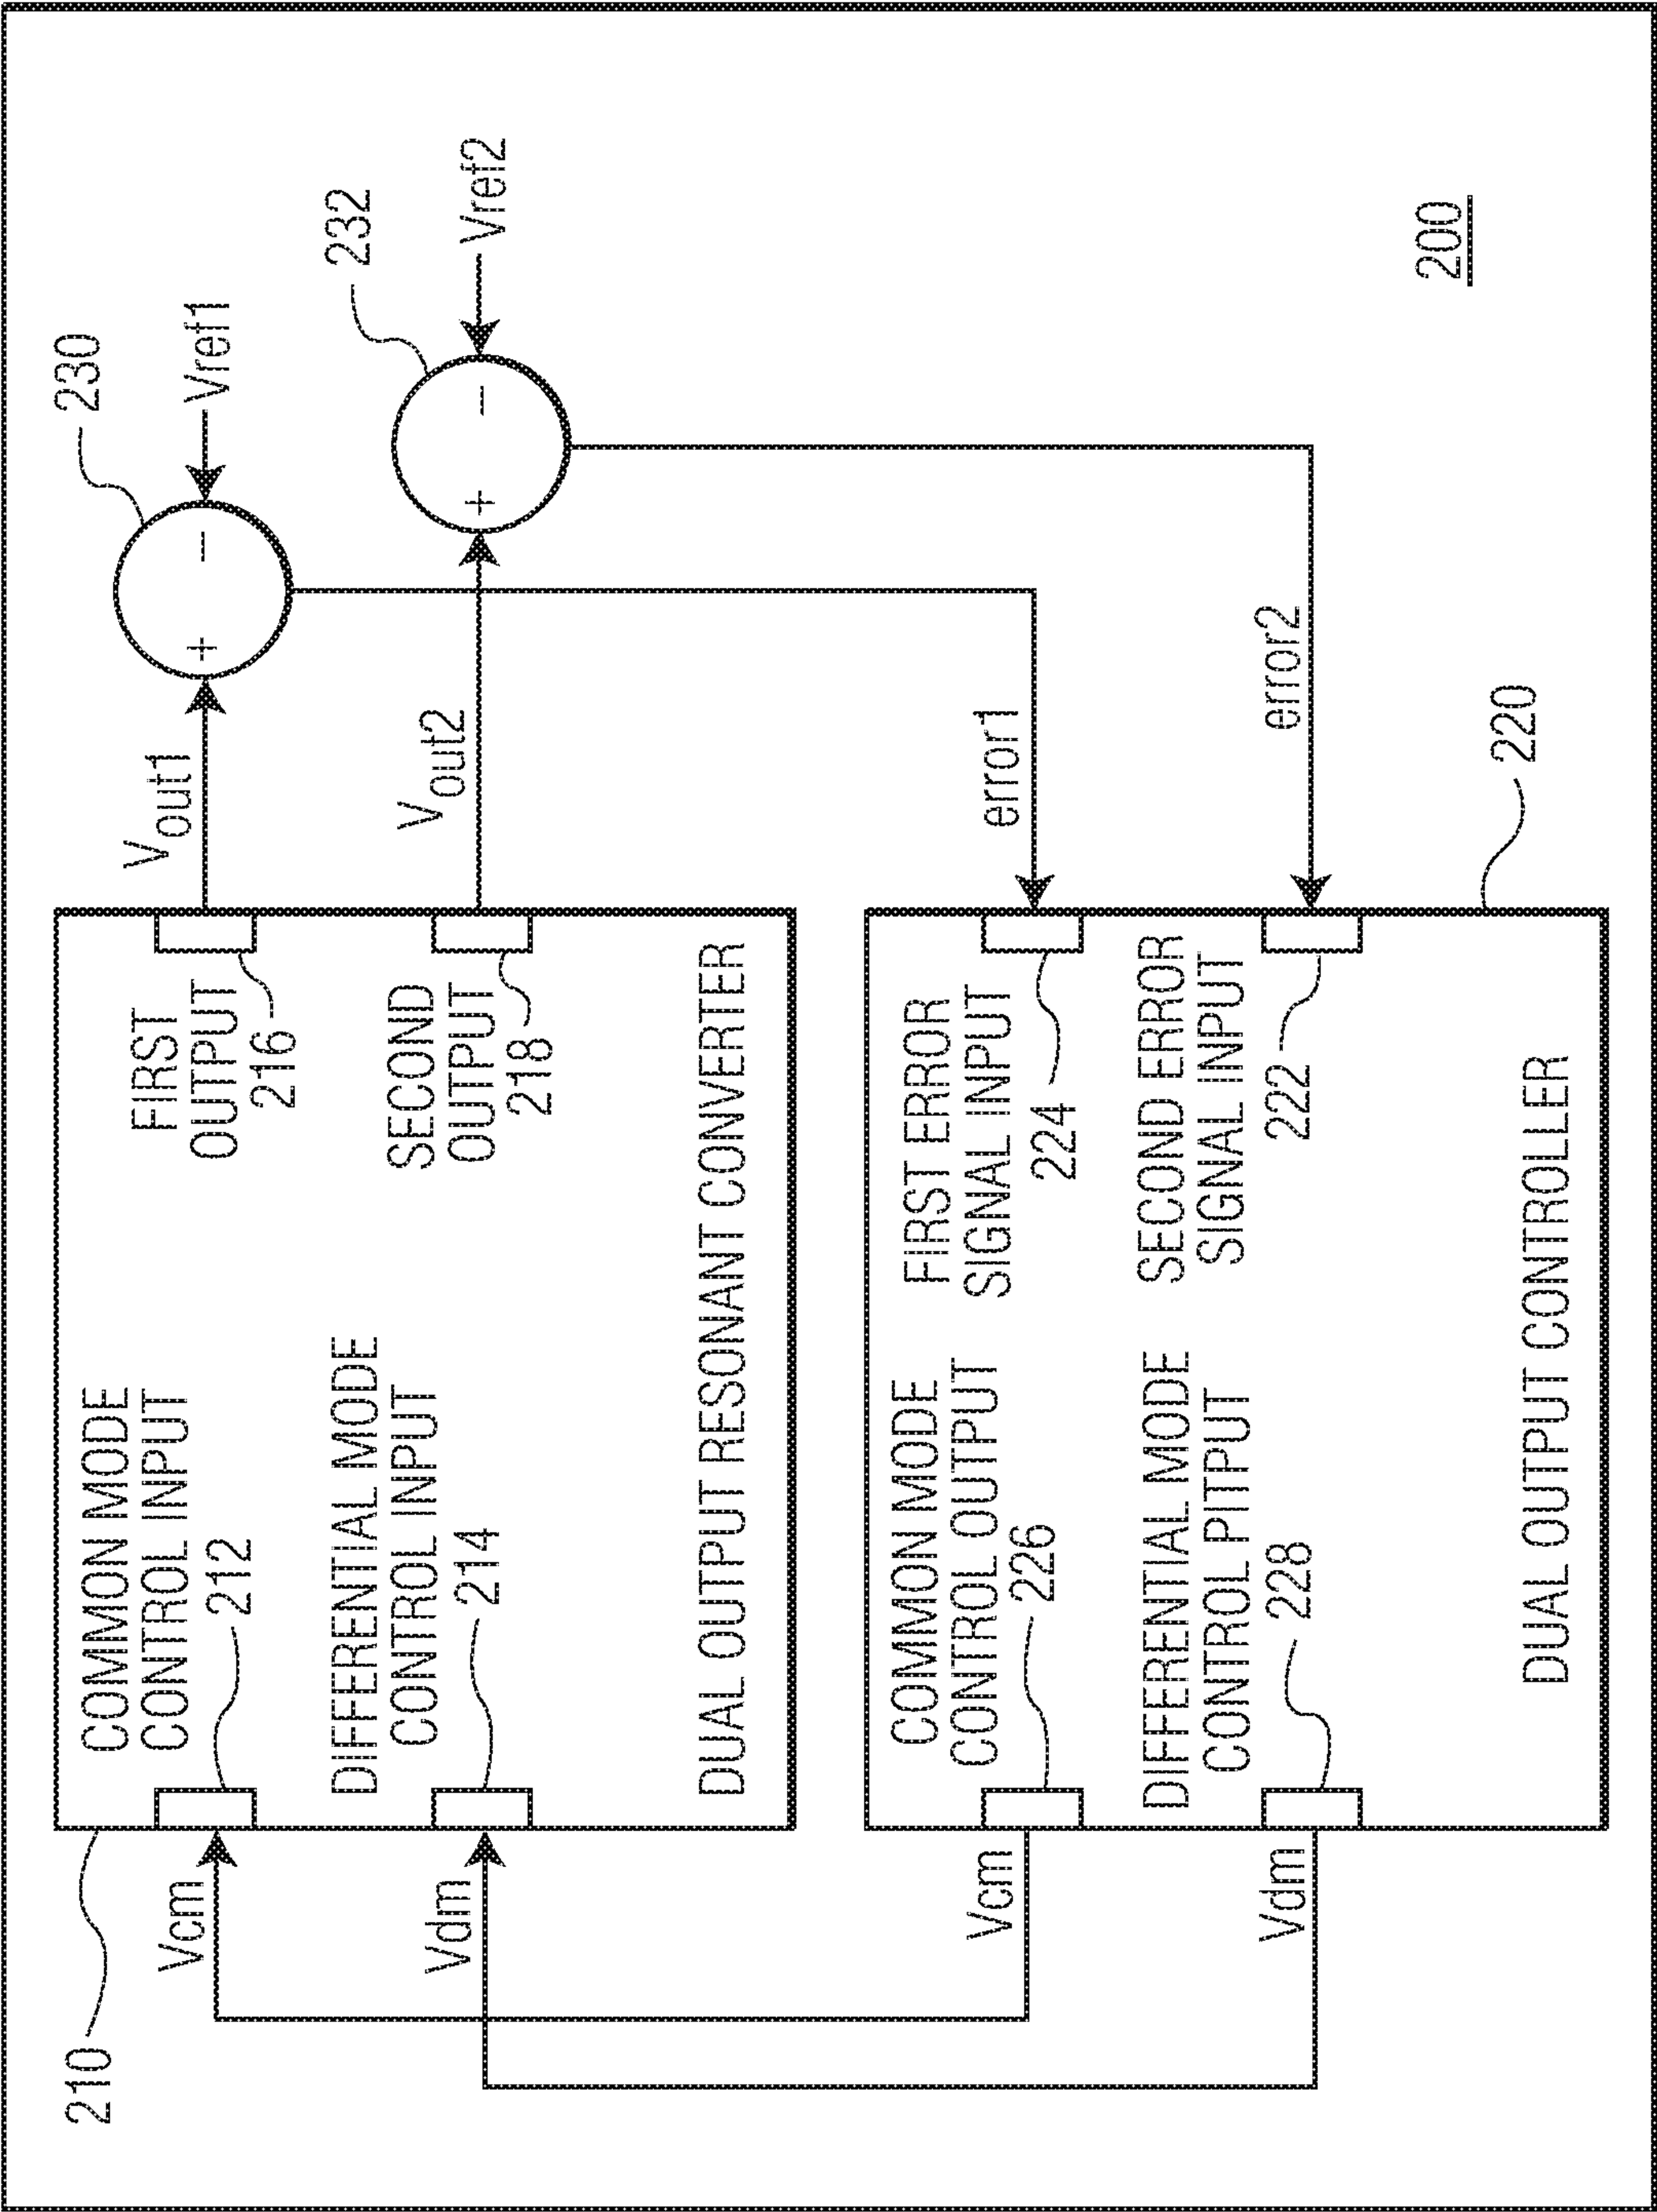 210
Vcm
COMMON MODE
CONTROL INPUT
212
FIRST
OUTPUT
216
Vout1
230
Vref1
Vdm
DIFFERENTIAL MODE
CONTROL INPUT
214
SECOND
OUTPUT
218
Vout2
232
Vref2
DUAL OUTPUT RESONANT CONVERTER
Vcm
COMMON MODE
CONTROL OUTPUT
226
FIRST ERROR
SIGNAL INPUT
224
error1
Vdm
DIFFERENTIAL MODE
CONTROL PITPUT
228
SECOND ERROR
SIGNAL INPUT
222
error2
DUAL OUTPUT CONTROLLER
220
200
+
−
+
−